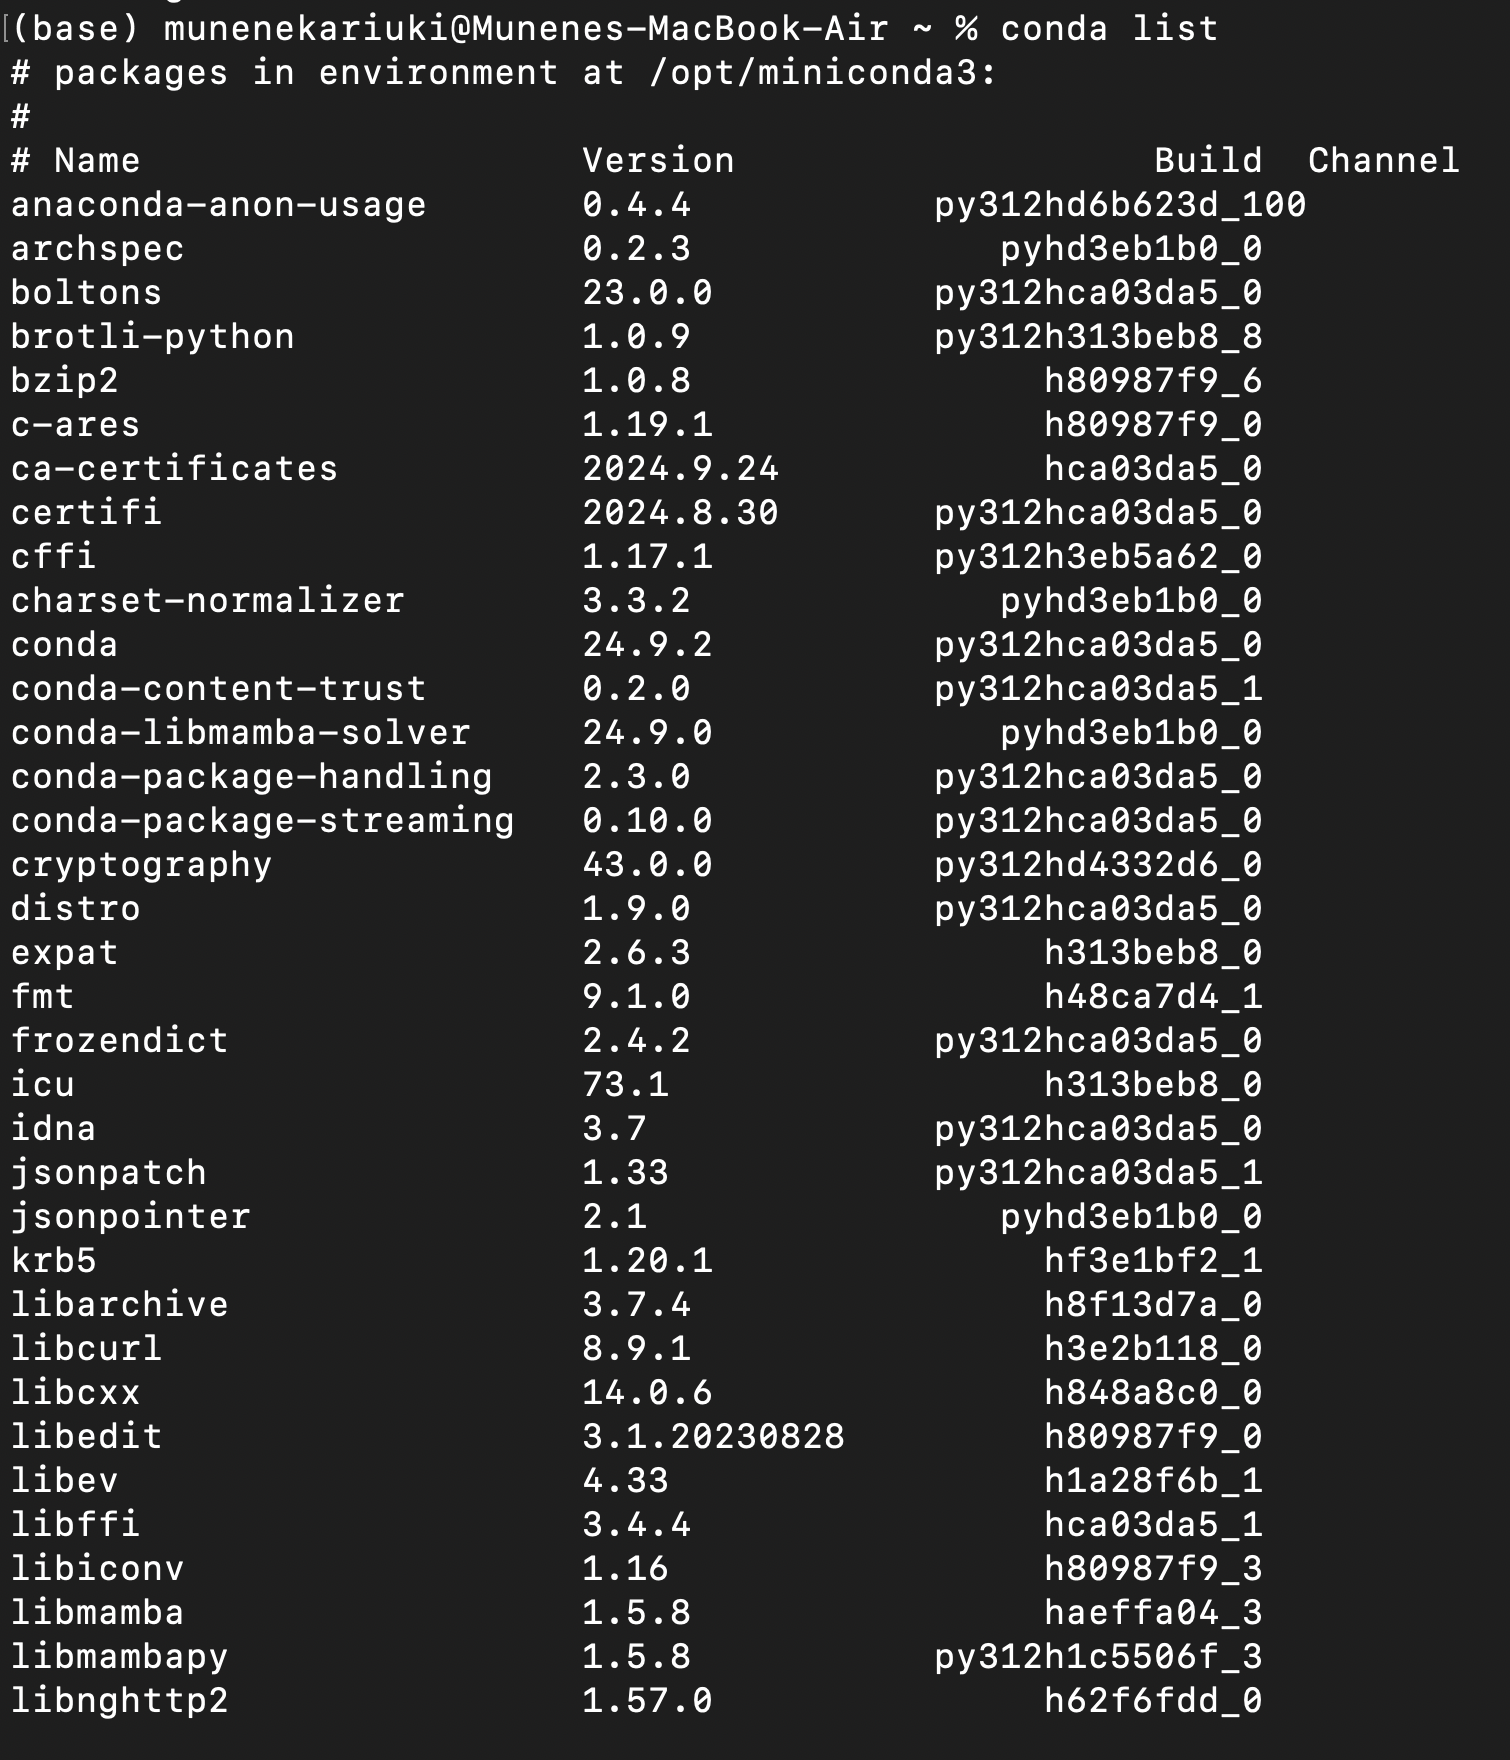 [(base) munenekariuki@Munenes-MacBook-Air ~ % conda list
# packages in environment at /opt/miniconda3:
#
# Name                    Version                   Build  Channel
anaconda-anon-usage       0.4.4           py312hd6b623d_100
archspec                  0.2.3              pyhd3eb1b0_0
boltons                   23.0.0          py312hca03da5_0
brotli-python             1.0.9           py312h313beb8_8
bzip2                     1.0.8                h80987f9_6
c-ares                    1.19.1               h80987f9_0
ca-certificates           2024.9.24            hca03da5_0
certifi                   2024.8.30       py312hca03da5_0
cffi                      1.17.1          py312h3eb5a62_0
charset-normalizer        3.3.2              pyhd3eb1b0_0
conda                     24.9.2          py312hca03da5_0
conda-content-trust       0.2.0           py312hca03da5_1
conda-libmamba-solver     24.9.0             pyhd3eb1b0_0
conda-package-handling    2.3.0           py312hca03da5_0
conda-package-streaming   0.10.0          py312hca03da5_0
cryptography              43.0.0          py312hd4332d6_0
distro                    1.9.0           py312hca03da5_0
expat                     2.6.3                h313beb8_0
fmt                       9.1.0                h48ca7d4_1
frozendict                2.4.2           py312hca03da5_0
icu                       73.1                 h313beb8_0
idna                      3.7             py312hca03da5_0
jsonpatch                 1.33            py312hca03da5_1
jsonpointer               2.1                pyhd3eb1b0_0
krb5                      1.20.1               hf3e1bf2_1
libarchive                3.7.4                h8f13d7a_0
libcurl                   8.9.1                h3e2b118_0
libcxx                    14.0.6               h848a8c0_0
libedit                   3.1.20230828         h80987f9_0
libev                     4.33                 h1a28f6b_1
libffi                    3.4.4                hca03da5_1
libiconv                  1.16                 h80987f9_3
libmamba                  1.5.8                haeffa04_3
libmambapy                1.5.8           py312h1c5506f_3
libnghttp2                1.57.0               h62f6fdd_0